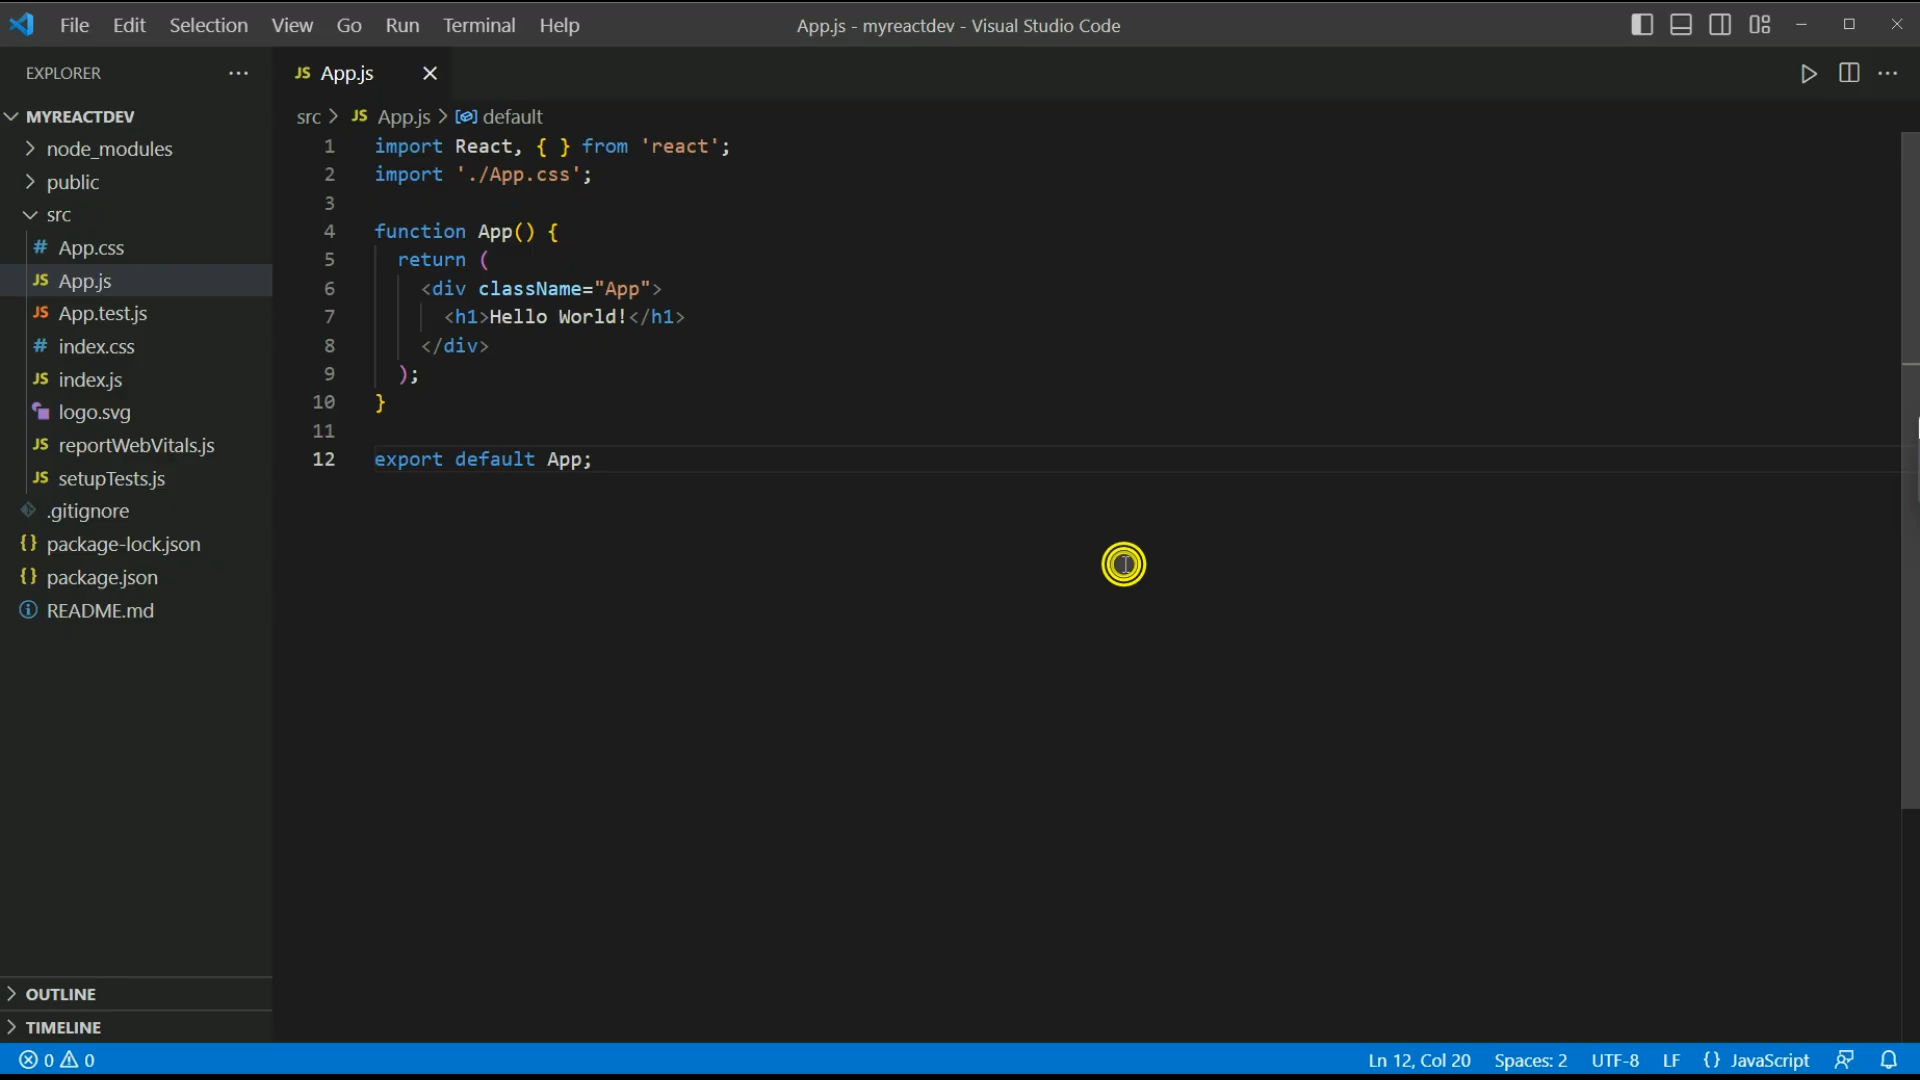 File Edit Selection View Go Run Terminal Help App.js - myreactdev - Visual Studio Code
EXPLORER
MYREACTDEV
node_modules
public
src
# App.css
JS App.js
JS App.test.js
# index.css
JS index.js
logo.svg
JS reportWebVitals.js
JS setupTests.js
.gitignore
{} package-lock.json
{} package.json
README.md
OUTLINE
TIMELINE
JS App.js
src > JS App.js > default
1 import React, { } from 'react';
2 import './App.css';
3
4 function App() {
5 return (
6 <div className="App">
7 <h1>Hello World!</h1>
8 </div>
9 );
10 }
11
12 export default App;
0 0 Ln 12, Col 20 Spaces: 2 UTF-8 LF {} JavaScript